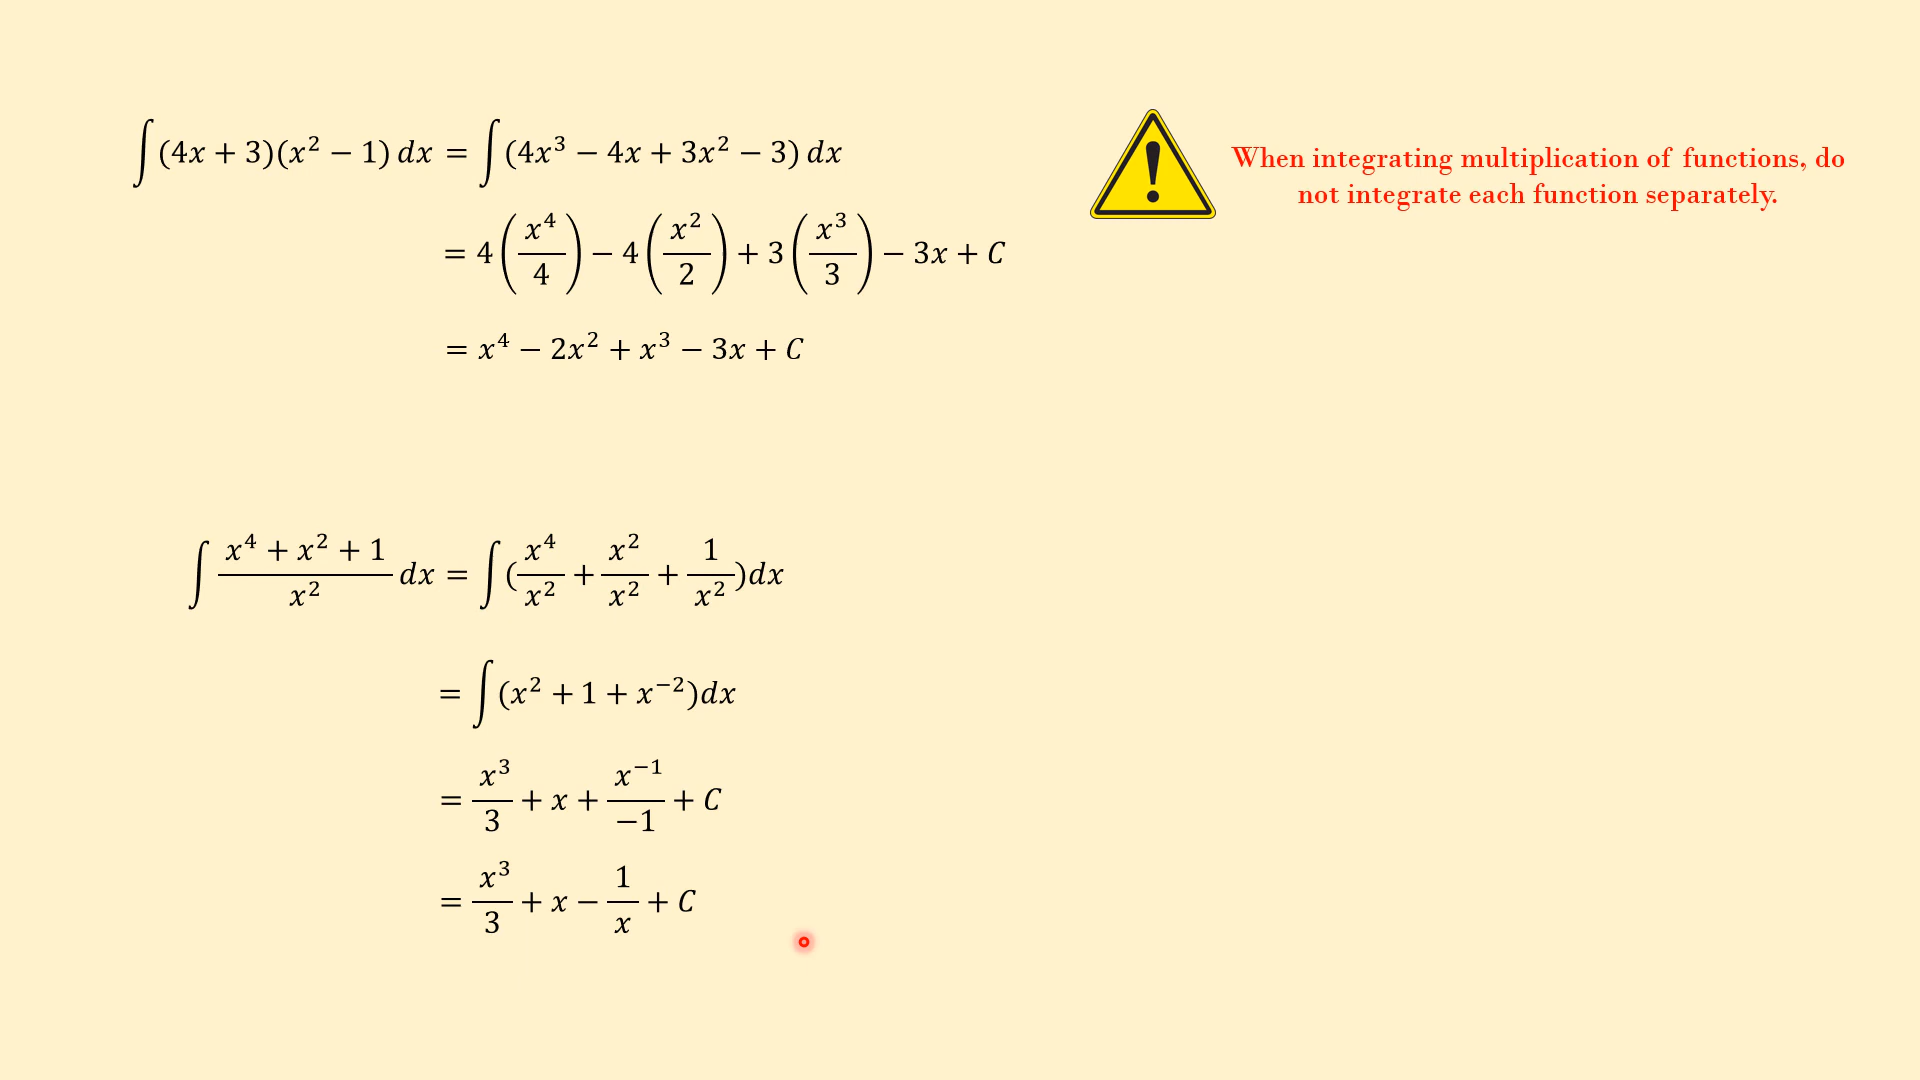 ∫(4x + 3)(x² − 1) dx = ∫(4x³ − 4x + 3x² − 3) dx
When integrating multiplication of functions, do
not integrate each function separately.
= 4(x⁴/4) − 4(x²/2) + 3(x³/3) − 3x + C
= x⁴ − 2x² + x³ − 3x + C
∫ (x⁴ + x² + 1)/x² dx = ∫(x⁴/x² + x²/x² + 1/x²)dx
= ∫(x² + 1 + x⁻²)dx
= x³/3 + x + x⁻¹/−1 + C
= x³/3 + x − 1/x + C